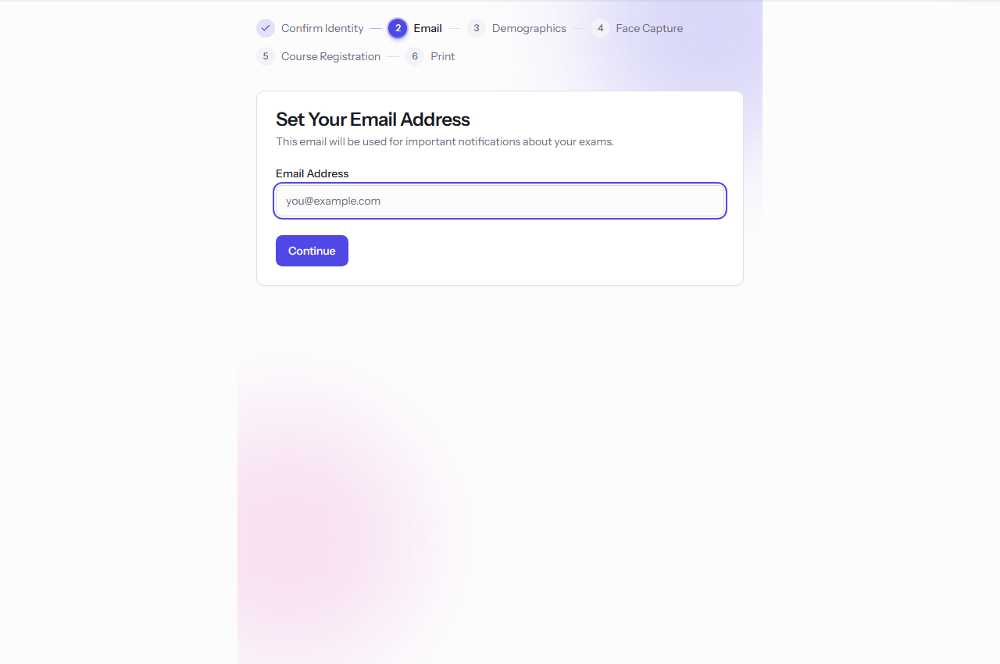 Confirm Identity 2 Email 3 Demographics 4 Face Capture
5 Course Registration 6 Print
Set Your Email Address
This email will be used for important notifications about your exams.
Email Address
you@example.com
Continue